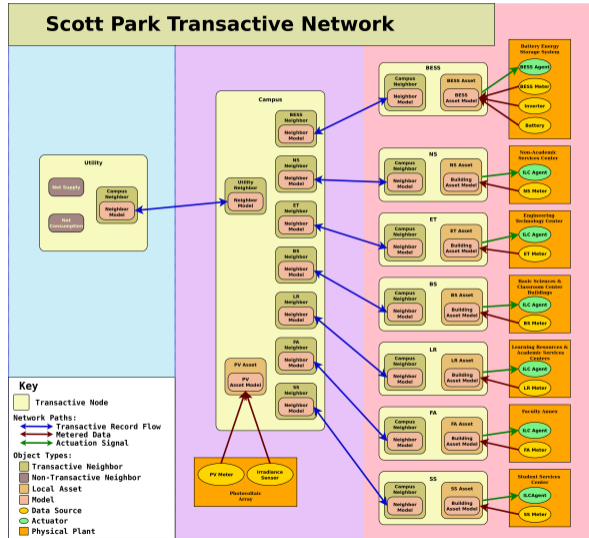 Scott Park Transactive Network
Utility
Net Supply
Net
Consumption
Campus
Neighbor
Neighbor
Model
Campus
Utility
Neighbor
Neighbor
Model
BESS
Neighbor
Neighbor
Model
NS
Neighbor
Neighbor
Model
ET
Neighbor
Neighbor
Model
BS
Neighbor
Neighbor
Model
LR
Neighbor
Neighbor
Model
FA
Neighbor
Neighbor
Model
SS
Neighbor
Neighbor
Model
PV Asset
PV
Asset Model
PV Meter
Irradiance
Sensor
Photovoltaic
Array
BESS
Campus
Neighbor
Neighbor
Model
BESS Asset
BESS
Asset Model
Battery Energy
Storage System
BESS Agent
BESS Meter
Inverter
Battery
NS
Campus
Neighbor
Neighbor
Model
NS Asset
Building
Asset Model
Non-Academic
Services Center
ILC Agent
NS Meter
ET
Campus
Neighbor
Neighbor
Model
ET Asset
Building
Asset Model
Engineering
Technology Center
ILC Agent
ET Meter
BS
Campus
Neighbor
Neighbor
Model
BS Asset
Building
Asset Model
Basic Sciences &
Classroom Center
Buildings
ILC Agent
BS Meter
LR
Campus
Neighbor
Neighbor
Model
LR Asset
Building
Asset Model
Learning Resources &
Academic Services
Centers
ILC Agent
LR Meter
FA
Campus
Neighbor
Neighbor
Model
FA Asset
Building
Asset Model
Faculty Annex
ILC Agent
FA Meter
SS
Campus
Neighbor
Neighbor
Model
SS Asset
Building
Asset Model
Student Services
Center
ILCAgent
SS Meter
Key
Transactive Node
Network Paths:
Transactive Record Flow
Metered Data
Actuation Signal
Object Types:
Transactive Neighbor
Non-Transactive Neighbor
Local Asset
Model
Data Source
Actuator
Physical Plant